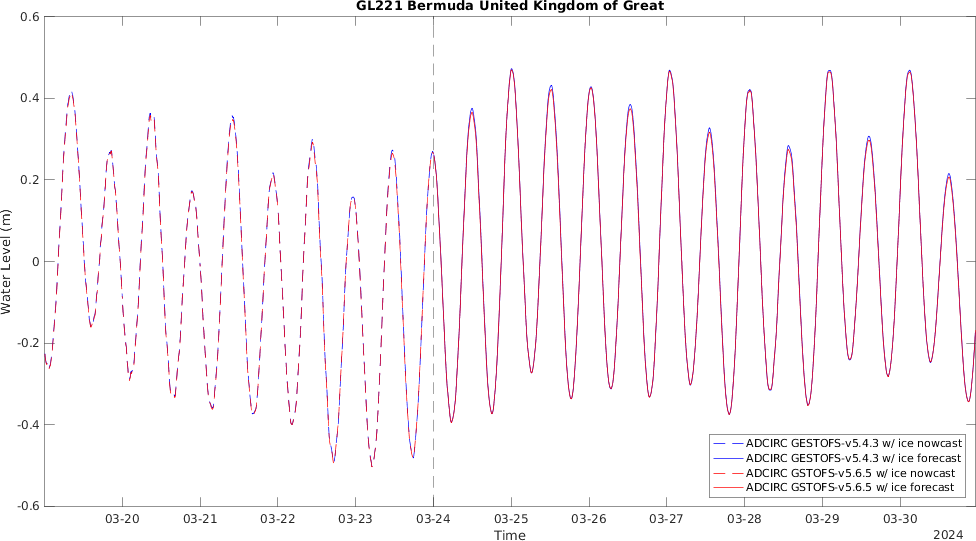 GL221 Bermuda United Kingdom of Great
0.6
0.4
0.2
0
-0.2
-0.4
-0.6
Water Level (m)
ADCIRC GESTOFS-v5.4.3 w/ ice nowcast
ADCIRC GESTOFS-v5.4.3 w/ ice forecast
ADCIRC GSTOFS-v5.6.5 w/ ice nowcast
ADCIRC GSTOFS-v5.6.5 w/ ice forecast
03-20 03-21 03-22 03-23 03-24 03-25 03-26 03-27 03-28 03-29 03-30
Time
2024